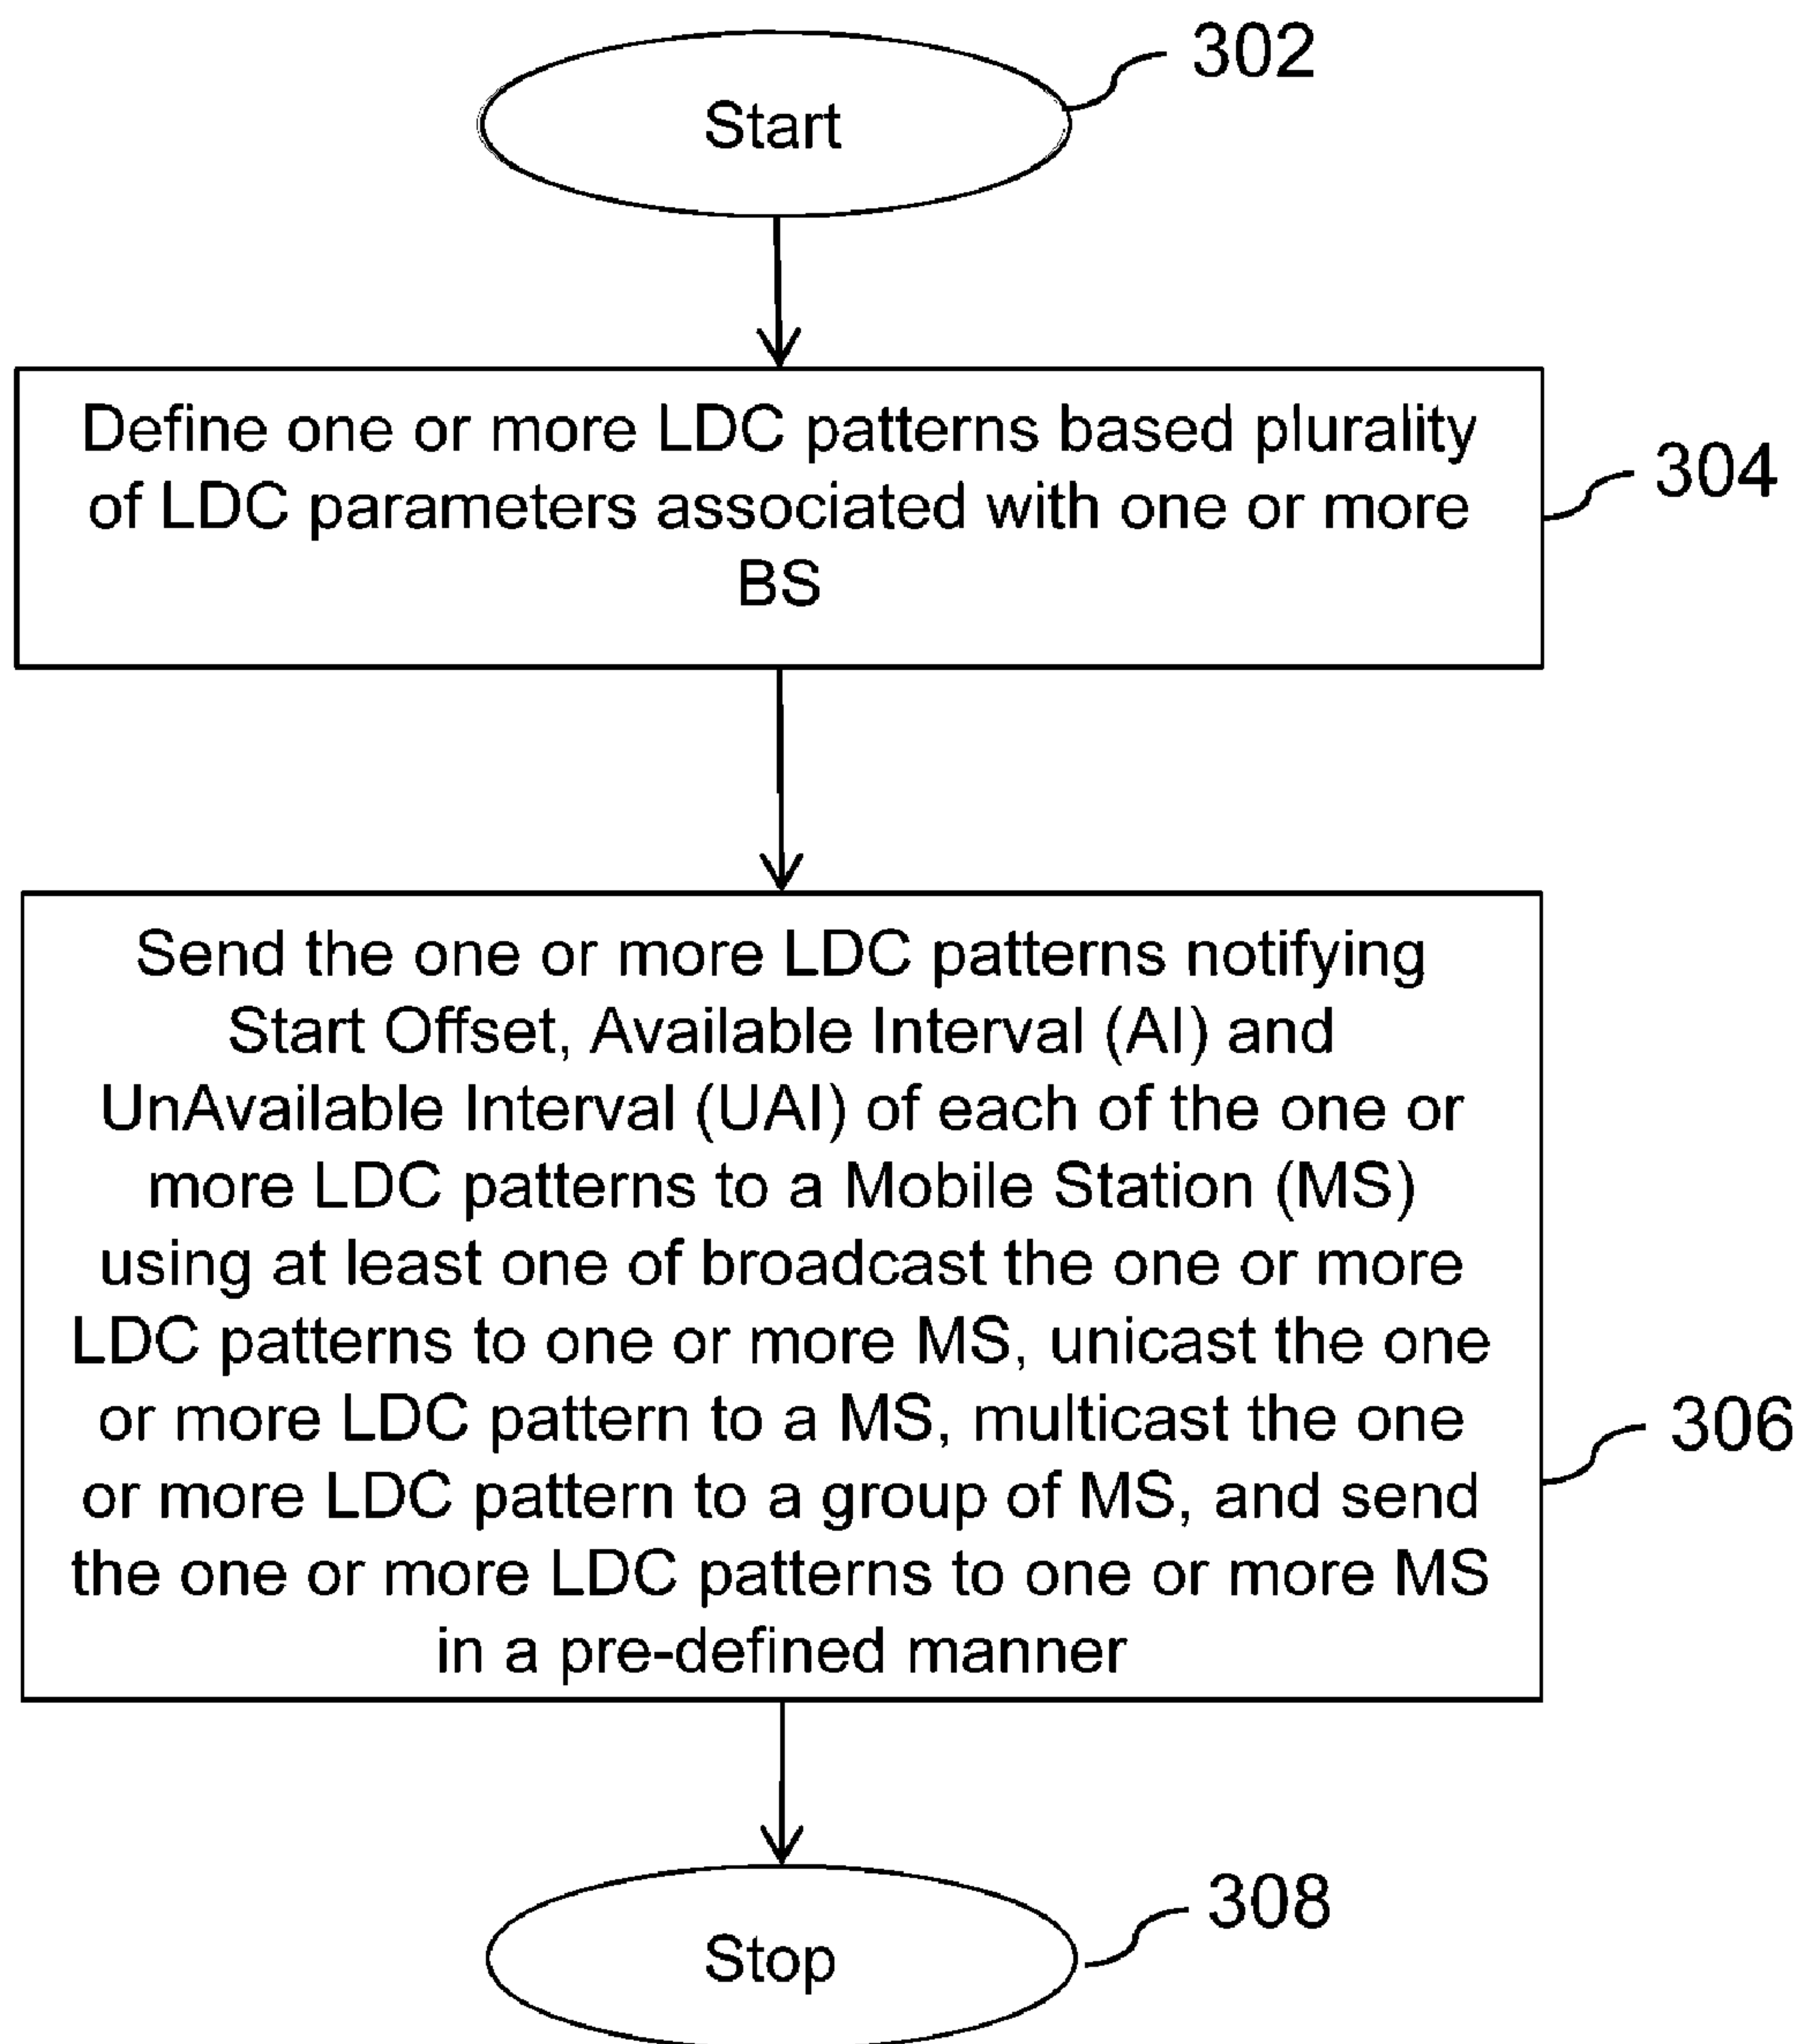 302
Start
Define one or more LDC patterns based plurality
of LDC parameters associated with one or more
BS
304
Send the one or more LDC patterns notifying
Start Offset, Available Interval (AI) and
UnAvailable Interval (UAI) of each of the one or
more LDC patterns to a Mobile Station (MS)
using at least one of broadcast the one or more
LDC patterns to one or more MS, unicast the one
or more LDC pattern to a MS, multicast the one
or more LDC pattern to a group of MS, and send
the one or more LDC patterns to one or more MS
in a pre-defined manner
306
308
Stop